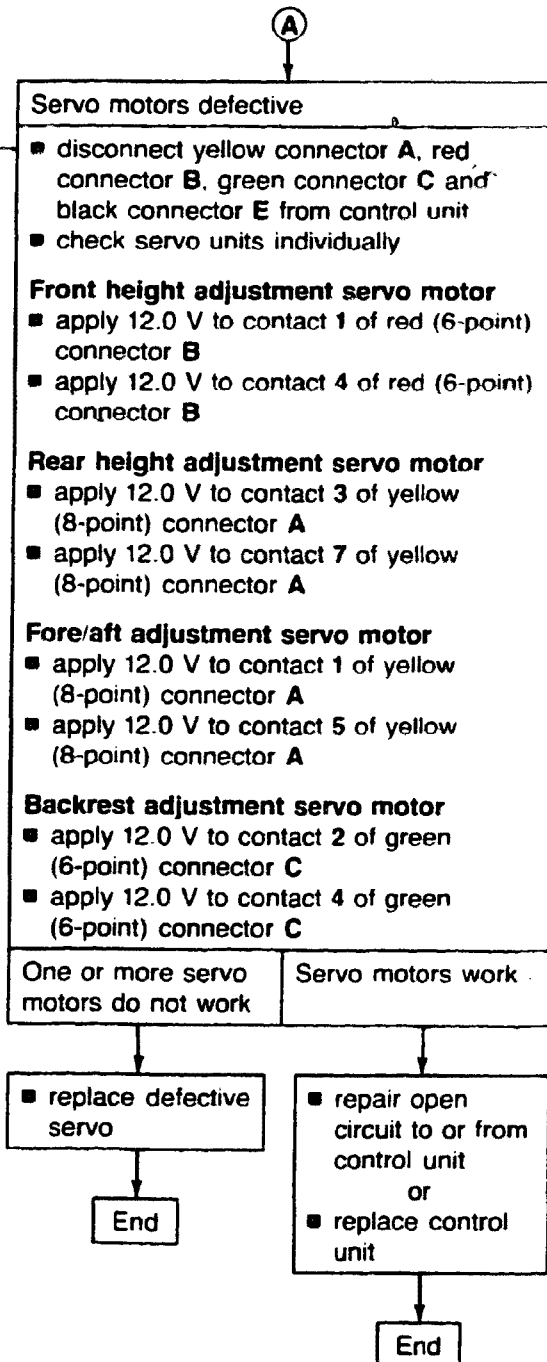 A
Servo motors defective
■ disconnect yellow connector A, red
connector B, green connector C and
black connector E from control unit
■ check servo units individually
Front height adjustment servo motor
■ apply 12.0 V to contact 1 of red (6-point)
connector B
■ apply 12.0 V to contact 4 of red (6-point)
connector B
Rear height adjustment servo motor
■ apply 12.0 V to contact 3 of yellow
(8-point) connector A
■ apply 12.0 V to contact 7 of yellow
(8-point) connector A
Fore/aft adjustment servo motor
■ apply 12.0 V to contact 1 of yellow
(8-point) connector A
■ apply 12.0 V to contact 5 of yellow
(8-point) connector A
Backrest adjustment servo motor
■ apply 12.0 V to contact 2 of green
(6-point) connector C
■ apply 12.0 V to contact 4 of green
(6-point) connector C
One or more servo
motors do not work
Servo motors work
■ replace defective
servo
End
■ repair open
circuit to or from
control unit
or
■ replace control
unit
End